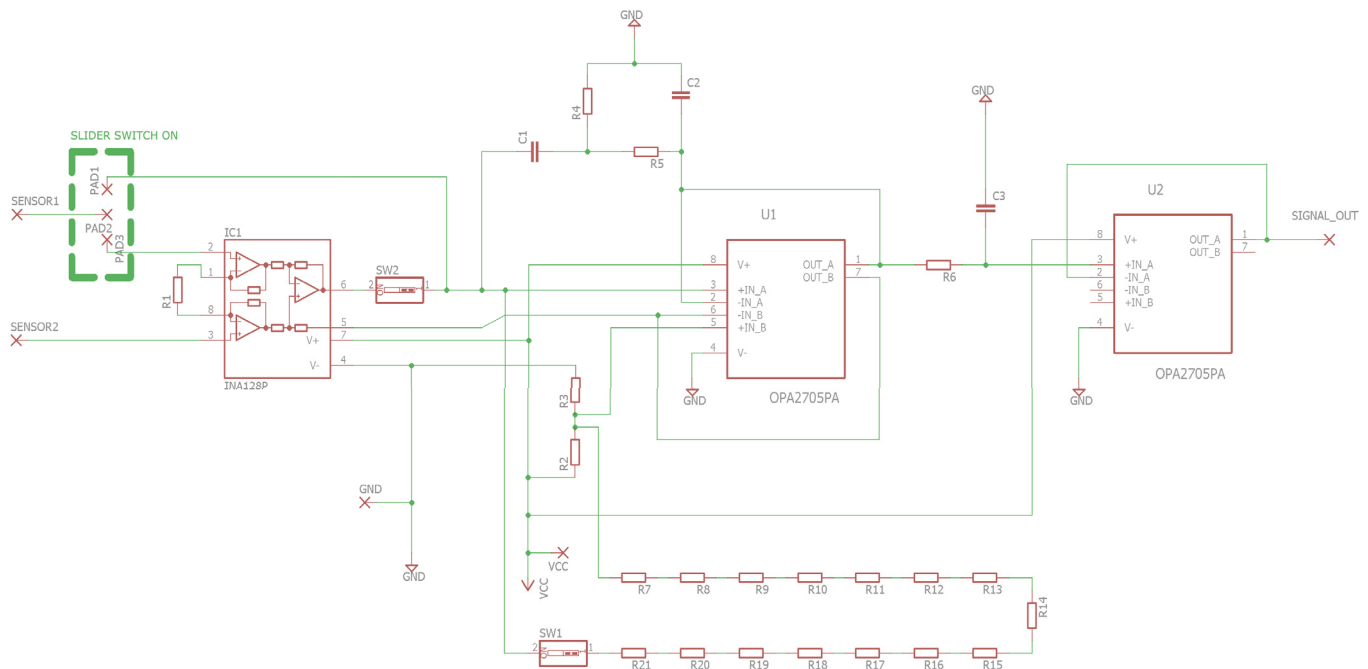 GND
C2
R4
C1
R5
GND
SLIDER SWITCH ON
PAD1
SENSOR1
PAD2
PAD3
C3
U2
SIGNAL_OUT
U1
IC1
2
1
8
3
R1
SENSOR2
6
5
V+
7
V-
4
INA128P
SW2
2
ON
1
8
V+
3
+IN_A
2
-IN_A
6
-IN_B
5
+IN_B
4
V-
OUT_A
1
OUT_B
7
GND
OPA2705PA
R6
8
V+
3
+IN_A
2
-IN_A
6
-IN_B
5
+IN_B
4
V-
OUT_A
1
OUT_B
7
GND
OPA2705PA
R3
R2
GND
GND
VCC
VCC
R7
R8
R9
R10
R11
R12
R13
R14
SW1
2
ON
1
R21
R20
R19
R18
R17
R16
R15